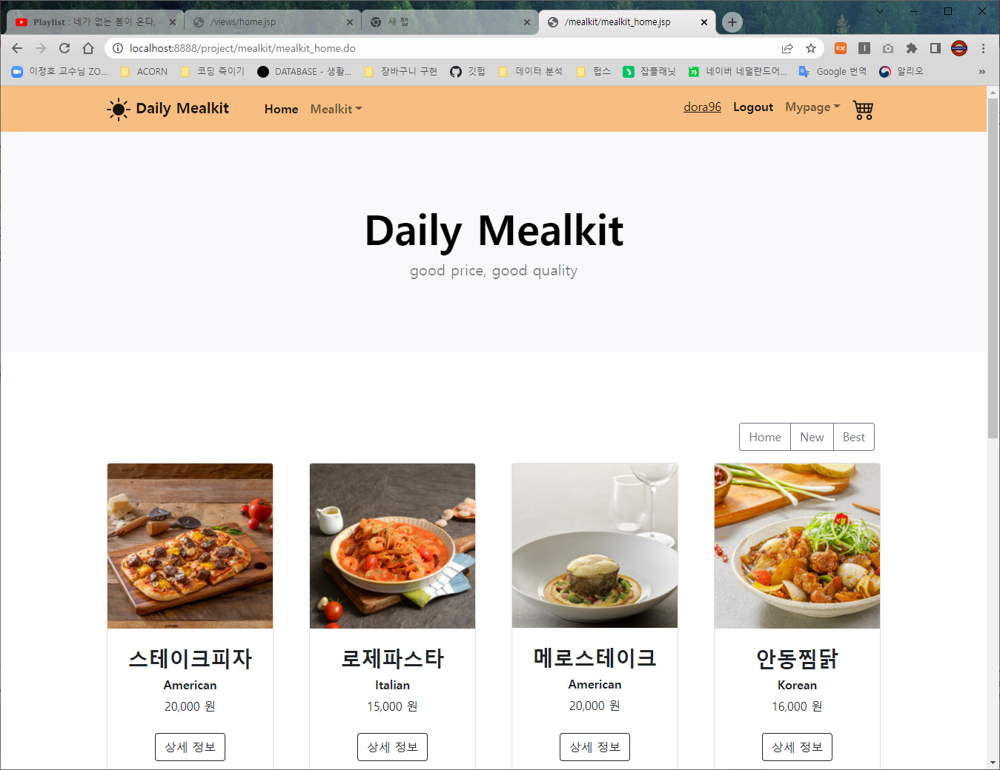 Playlist : 네가 없는 봄이 온다,
/views/home.jsp
새 탭
/mealkit/mealkit_home.jsp
localhost:8888/project/mealkit/mealkit_home.do
이정호 교수님 ZO...
ACORN
코딩 죽이기
DATABASE - 생활...
장바구니 구현
깃헙
데이터 분석
헙스
잡플래닛
네이버 네덜란드어...
Google 번역
알리오
Daily Mealkit
Home
Mealkit
dora96
Logout
Mypage
Daily Mealkit
good price, good quality
Home
New
Best
스테이크피자
American
20,000 원
상세 정보
로제파스타
Italian
15,000 원
상세 정보
메로스테이크
American
20,000 원
상세 정보
안동찜닭
Korean
16,000 원
상세 정보